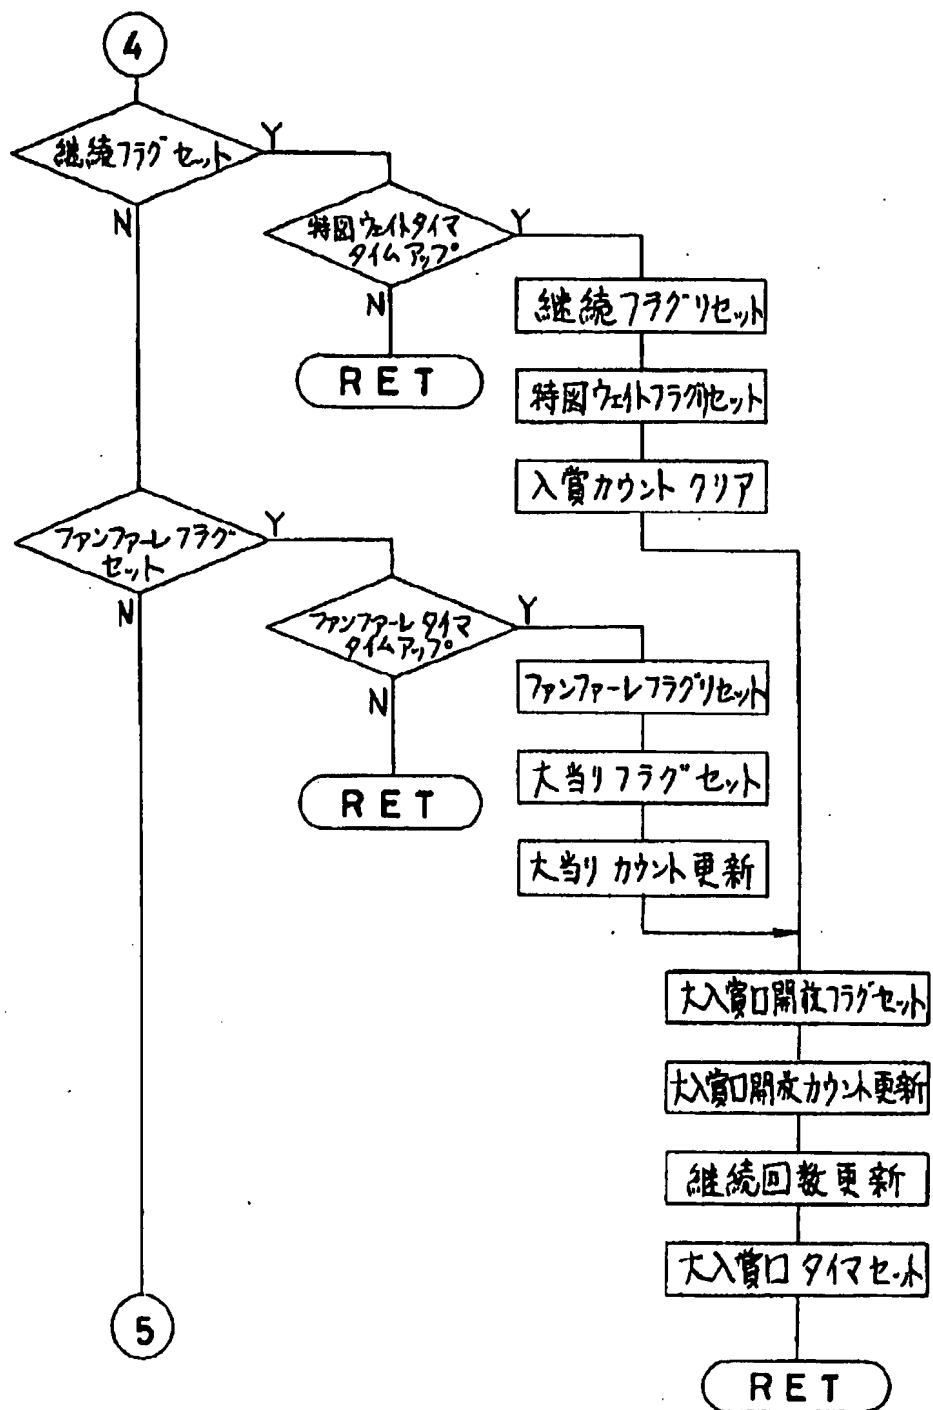 4
継続フラグセット
Y
N
特図ウェイトタイマ
タイムアップ
Y
N
RET
継続フラグリセット
特図ウェイトフラグリセット
入賞カウントクリア
ファンファーレフラグ
セット
Y
N
ファンファーレタイマ
タイムアップ
Y
N
RET
ファンファーレフラグリセット
大当りフラグセット
大当りカウント更新
大入賞口開放フラグセット
大入賞口開放カウント更新
継続回数更新
大入賞口タイマセット
RET
5